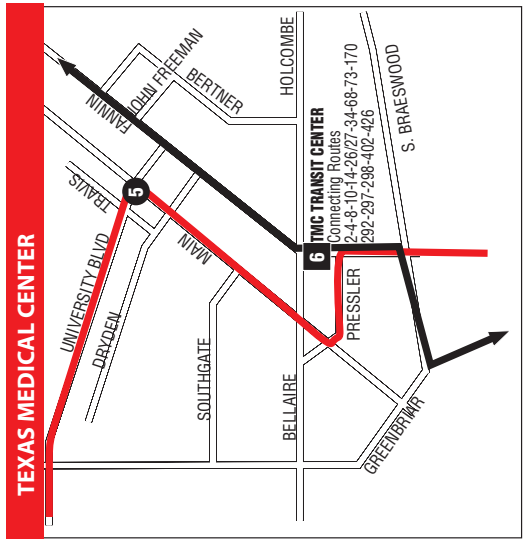 TEXAS MEDICAL CENTER
FANNIN
JOHN FREEMAN
BERTNER
HOLCOMBE
S. BRAESWOOD
TRAVIS
5
UNIVERSITY BLVD
DRYDEN
MAIN
6
TMC TRANSIT CENTER
Connecting Routes
2-4-8-10-14-26/27-34-68-73-170
292-297-298-402-426
SOUTHGATE
BELLAIRE
PRESSLER
GREENBRIAR